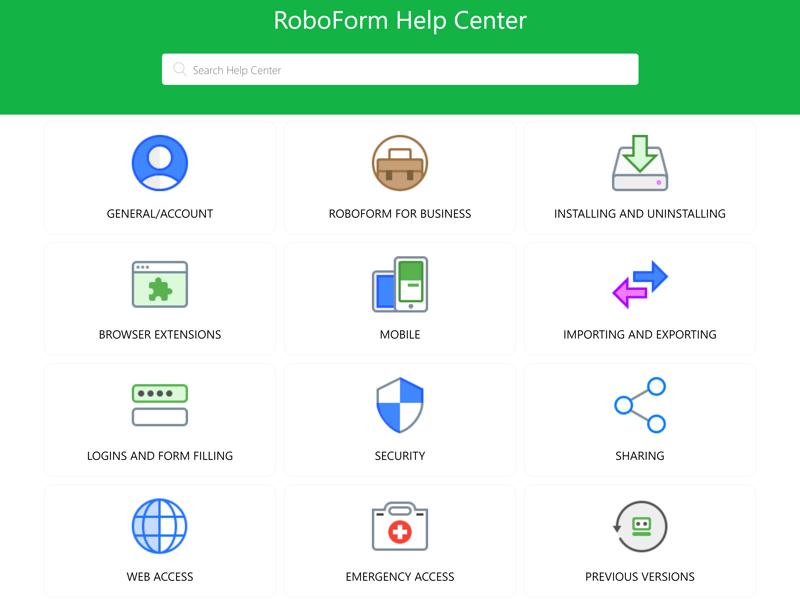 RoboForm Help Center
Search Help Center
GENERAL/ACCOUNT
ROBOFORM FOR BUSINESS
INSTALLING AND UNINSTALLING
BROWSER EXTENSIONS
MOBILE
IMPORTING AND EXPORTING
LOGINS AND FORM FILLING
SECURITY
SHARING
WEB ACCESS
EMERGENCY ACCESS
PREVIOUS VERSIONS